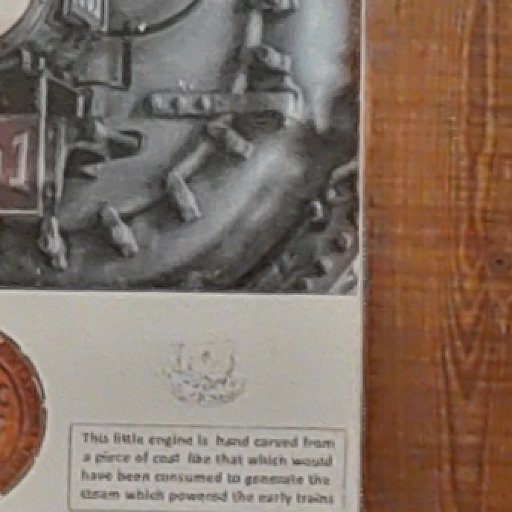 1
This little engine is hand carved from
a piece of coal like that which would
have been consumed to generate the
steam which powered the early trains